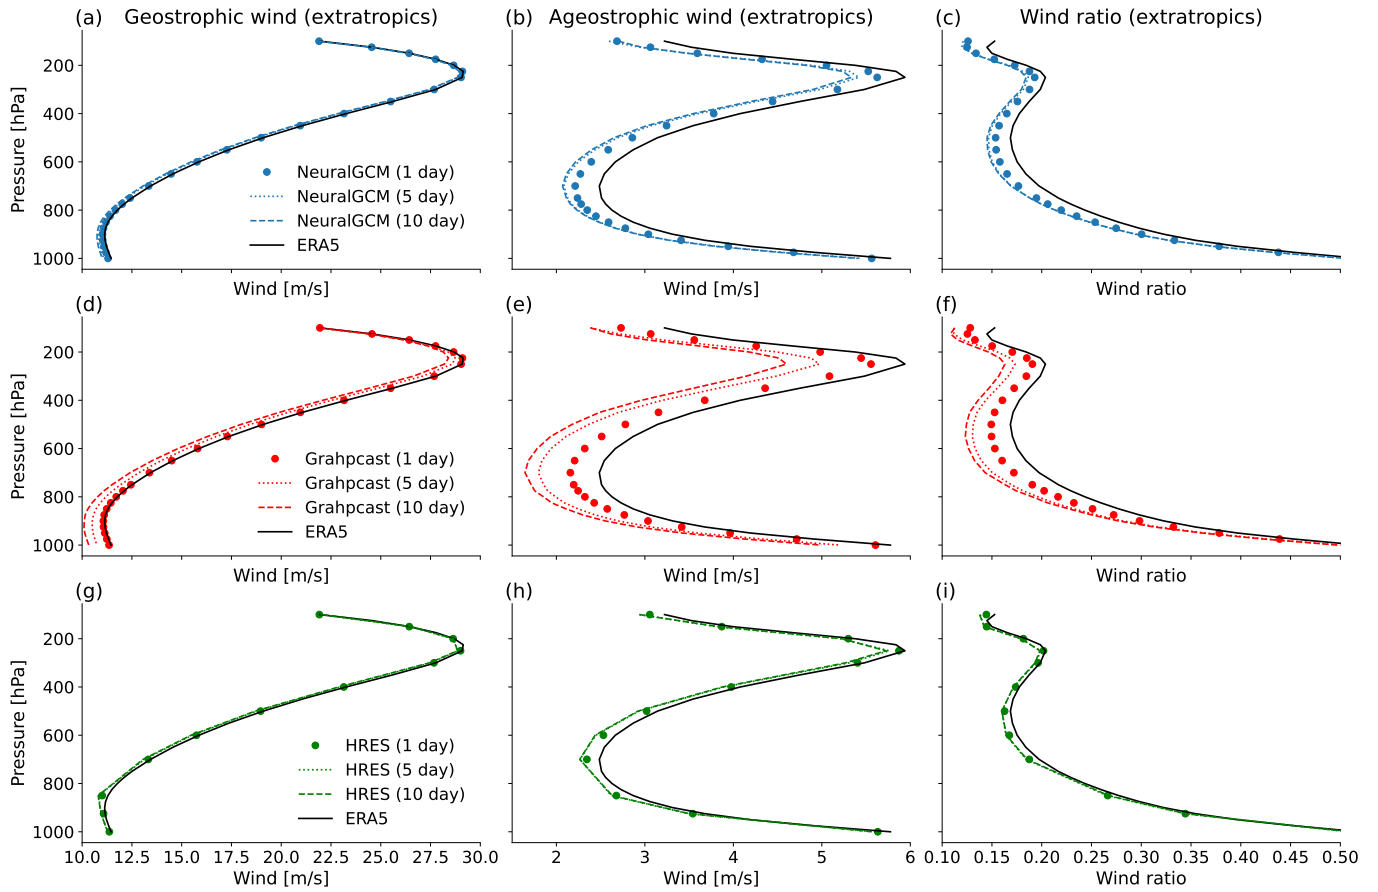 (a) Geostrophic wind (extratropics)
(b) Ageostrophic wind (extratropics)
(c) Wind ratio (extratropics)
Pressure [hPa]
200
400
600
800
1000
NeuralGCM (1 day)
NeuralGCM (5 day)
NeuralGCM (10 day)
ERA5
Wind [m/s]
Wind [m/s]
Wind ratio
(d)
(e)
(f)
Pressure [hPa]
200
400
600
800
1000
Grahpcast (1 day)
Grahpcast (5 day)
Grahpcast (10 day)
ERA5
Wind [m/s]
Wind [m/s]
Wind ratio
(g)
(h)
(i)
Pressure [hPa]
200
400
600
800
1000
HRES (1 day)
HRES (5 day)
HRES (10 day)
ERA5
10.0 12.5 15.0 17.5 20.0 22.5 25.0 27.5 30.0
2 3 4 5 6
0.10 0.15 0.20 0.25 0.30 0.35 0.40 0.45 0.50
Wind [m/s]
Wind [m/s]
Wind ratio